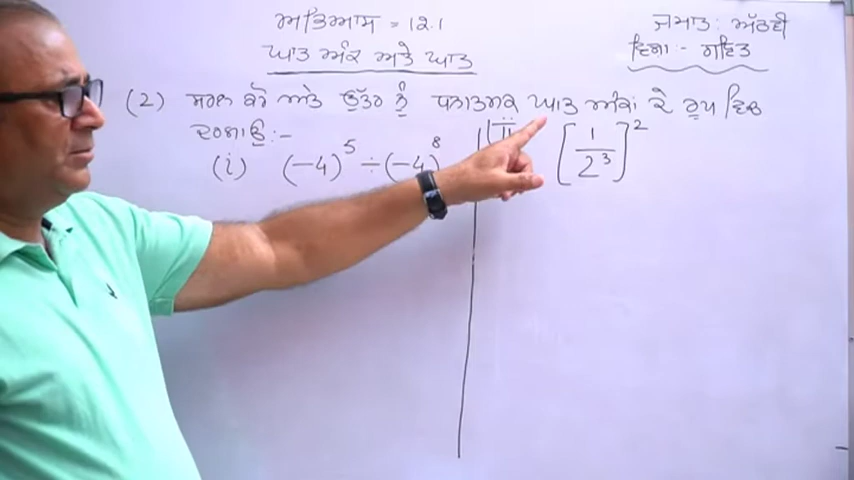 ਅਭਿਆਸ = 12.1
ਘਾਤ ਅੰਕ ਅਤੇ ਘਾਤ
ਜਮਾਤ: ਅੱਠਵੀਂ
ਵਿਸ਼ਾ:- ਗਣਿਤ
(2) ਸਰਲ ਕਰੋ ਅਤੇ ਉੱਤਰ ਨੂੰ ਧਨਾਤਮਕ ਘਾਤ ਅੰਕਾਂ ਦੇ ਰੂਪ ਵਿਚ
ਦਰਸਾਉ:-
(i) (-4)^5 ÷ (-4)^8
(ii [1/2^3]^2